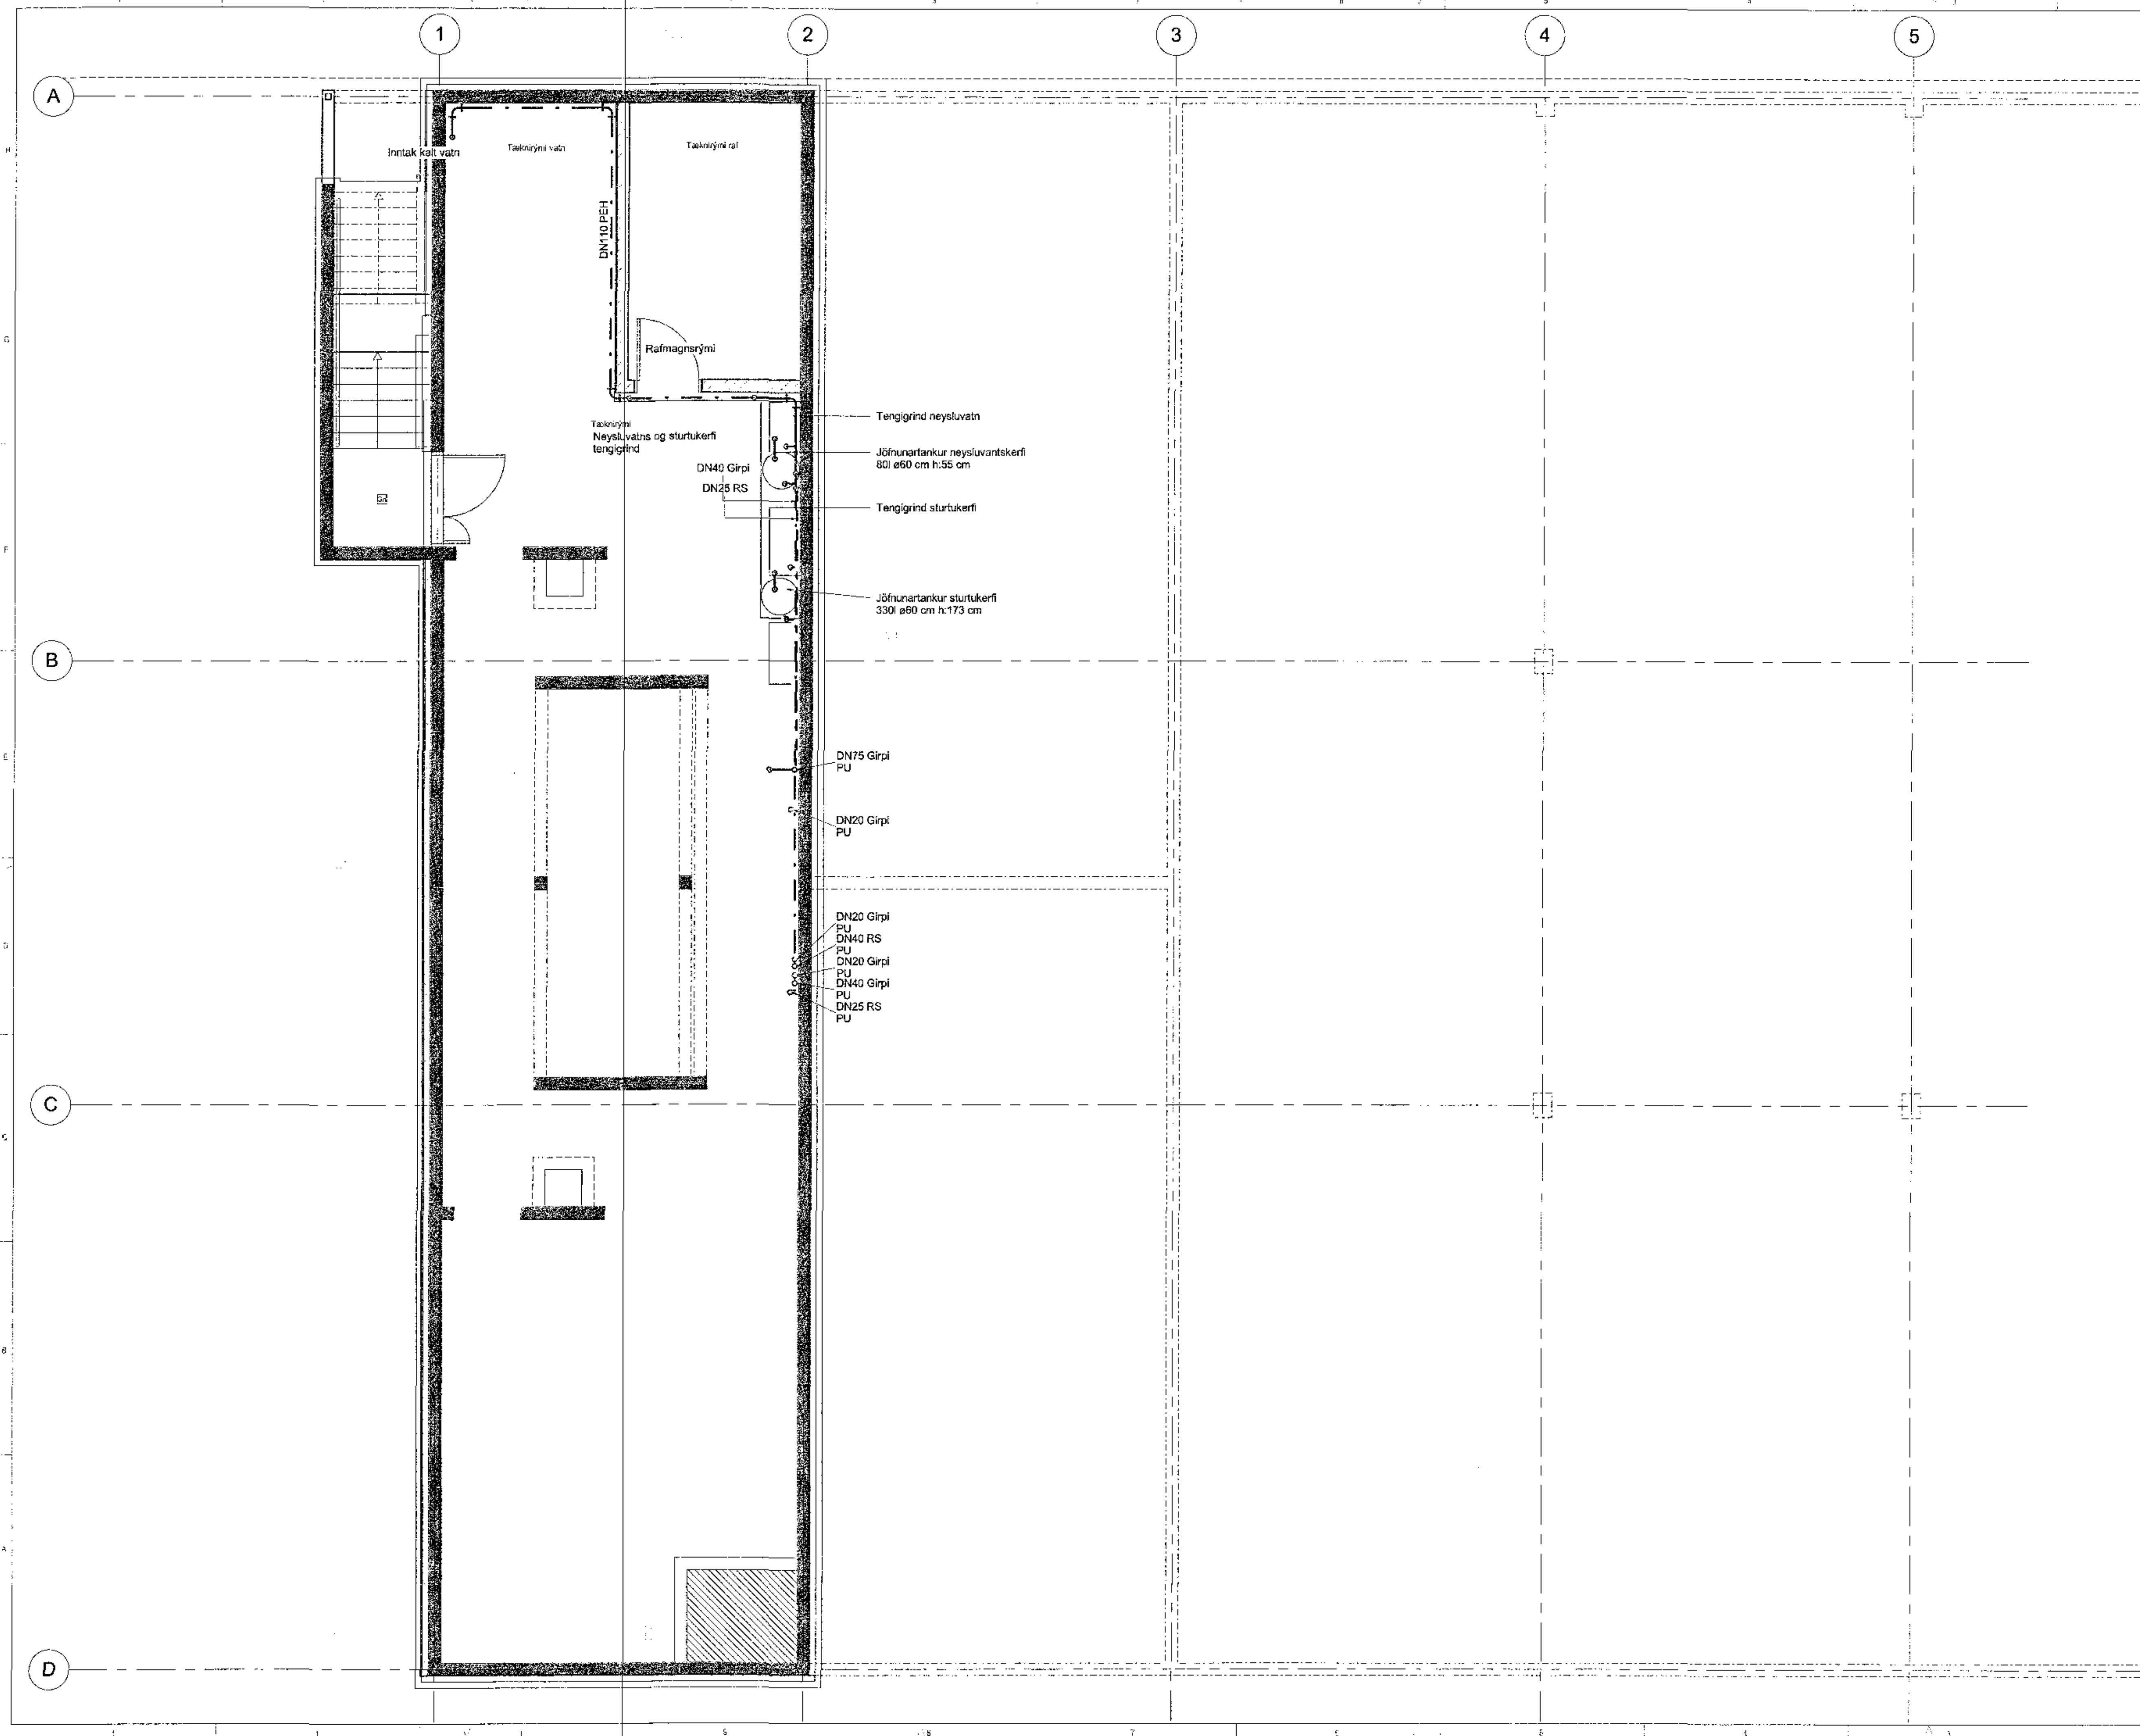 1
2
3
4
5
A
Inntak kalt vatn
Tæknirými vatn
Tæknirými raf
DN110 PEH
Rafmagnsrými
Tæknirými
Neysluvatns og sturtukerfi
tengigrind
Tengigrind neysluvatn
Jöfnunartankur neysluvantskerfi
80l ø60 cm h:55 cm
DN40 Girpi
DN25 RS
Tengigrind sturtukerfi
Jöfnunartankur sturtukerfi
330l ø60 cm h:173 cm
B
DN75 Girpi
PU
DN20 Girpi
PU
DN20 Girpi
PU
DN40 RS
PU
DN20 Girpi
PU
DN40 Girpi
PU
DN25 RS
PU
C
D